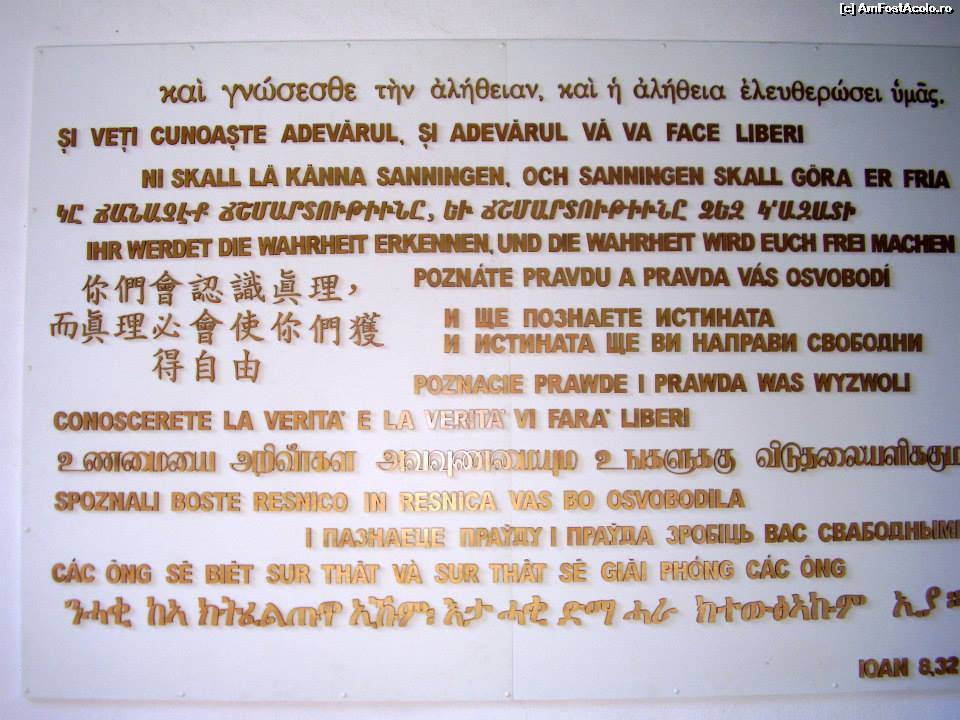 [c] AmFostAcolo.ro
καὶ γνώσεσθε τὴν ἀλήθειαν, καὶ ἡ ἀλήθεια ἐλευθερώσει ὑμᾶς.
ȘI VEȚI CUNOAȘTE ADEVĂRUL, ȘI ADEVĂRUL VĂ VA FACE LIBERI
NI SKALL LÄ KÄNNA SANNINGEN, OCH SANNINGEN SKALL GÖRA ER FRIA
ԿԸ ՃԱՆԱՉԷՔ ՃՇՄԱՐՏՈՒԹԻՒՆԸ, ԵՒ ՃՇՄԱՐՏՈՒԹԻՒՆԸ ՁԵԶ Կ'ԱԶԱՏԻ
IHR WERDET DIE WAHRHEIT ERKENNEN, UND DIE WAHRHEIT WIRD EUCH FREI MACHEN
你們會認識眞理，
而眞理必會使你們獲
得自由
POZNÁTE PRAVDU A PRAVDA VÁS OSVOBODÍ
И ЩЕ ПОЗНАЕТЕ ИСТИНАТА
И ИСТИНАТА ЩЕ ВИ НАПРАВИ СВОБОДНИ
POZNACIE PRAWDE I PRAWDA WAS WYZWOLI
CONOSCERETE LA VERITA' E LA VERITA' VI FARA' LIBERI
SPOZNALI BOSTE RESNICO IN RESNICA VAS BO OSVOBODILA
І ПАЗНАЕЦЕ ПРАЎДУ І ПРАЎДА ЗРОБІЦЬ ВАС СВАБОДНЫМІ
CÁC ÔNG SẼ BIẾT SƯR THẬT VÀ SƯR THẬT SẼ GIẢI PHÓNG CÁC ÔNG
IOAN 8,32